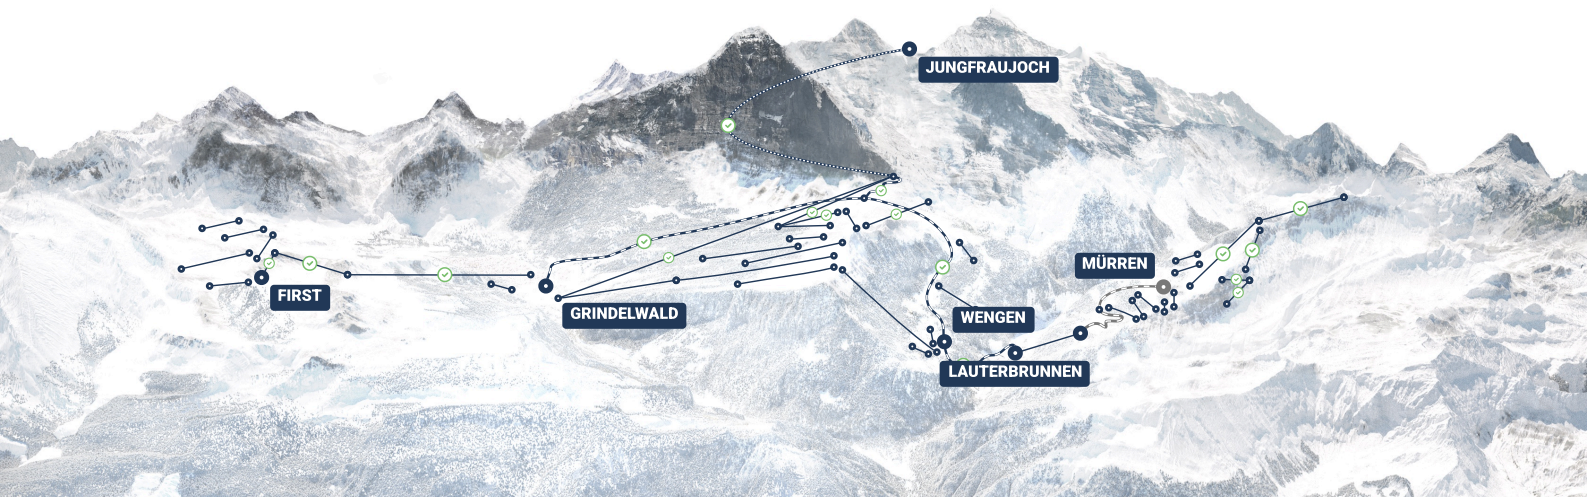 JUNGFRAUJOCH
MÜRREN
FIRST
GRINDELWALD
WENGEN
LAUTERBRUNNEN